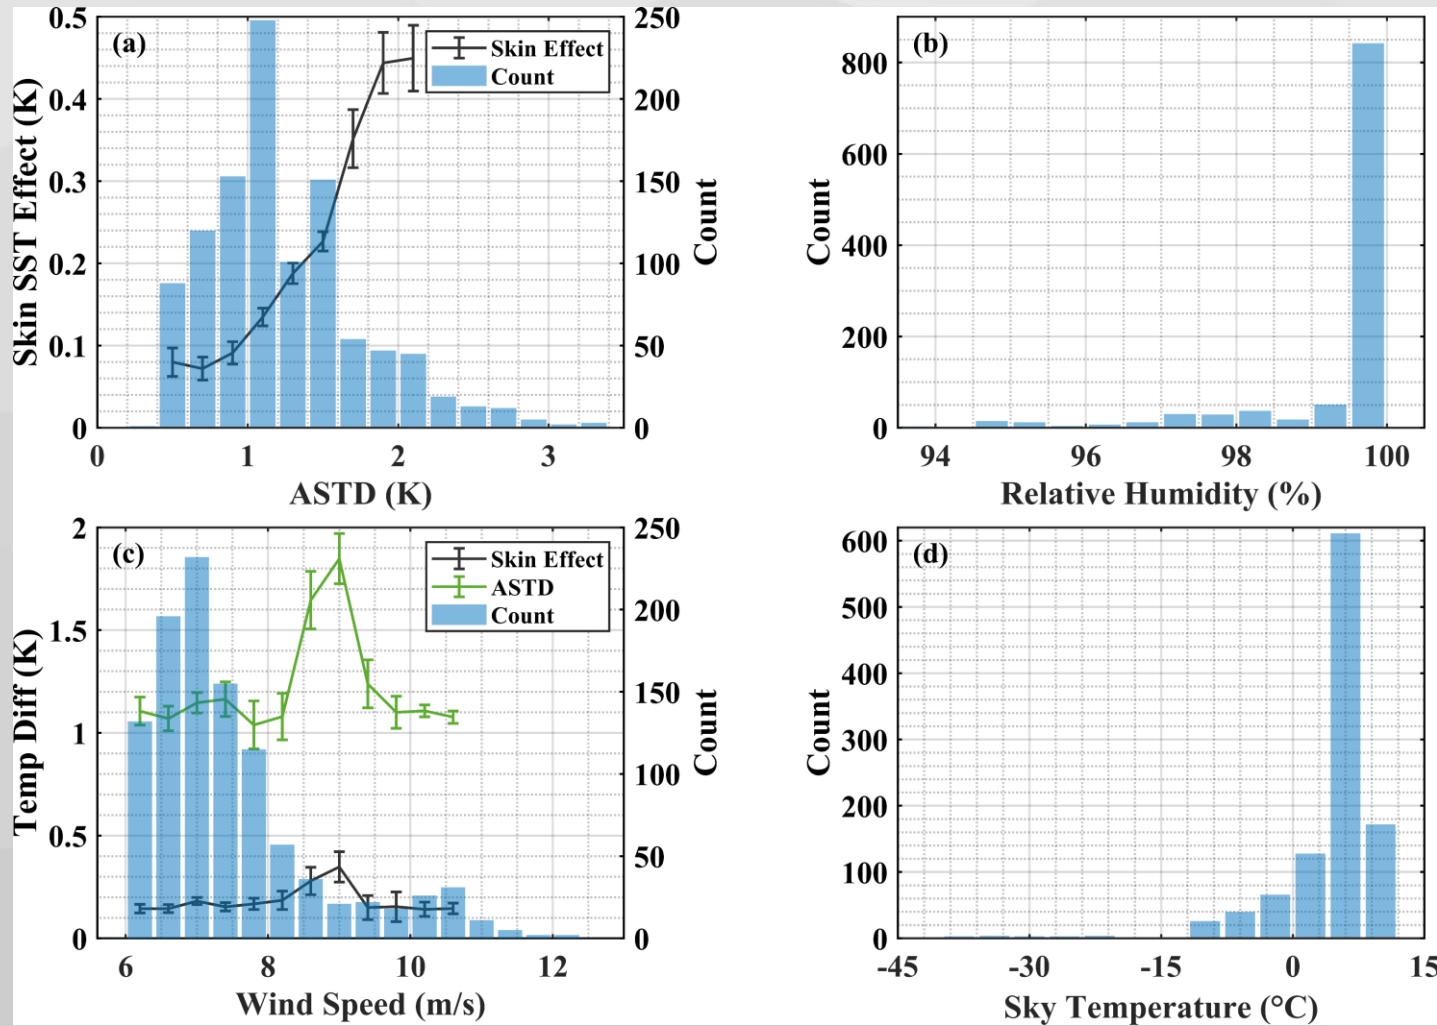 (a)
Skin Effect
Count
0.5
0.4
0.3
0.2
0.1
0
250
200
150
100
50
0
0 1 2 3
Skin SST Effect (K)
Count
ASTD (K)
(b)
800
600
400
200
0
94 96 98 100
Count
Relative Humidity (%)
(c)
Skin Effect
ASTD
Count
2
1.5
1
0.5
0
250
200
150
100
50
0
6 8 10 12
Temp Diff (K)
Count
Wind Speed (m/s)
(d)
600
500
400
300
200
100
0
-45 -30 -15 0 15
Count
Sky Temperature (°C)